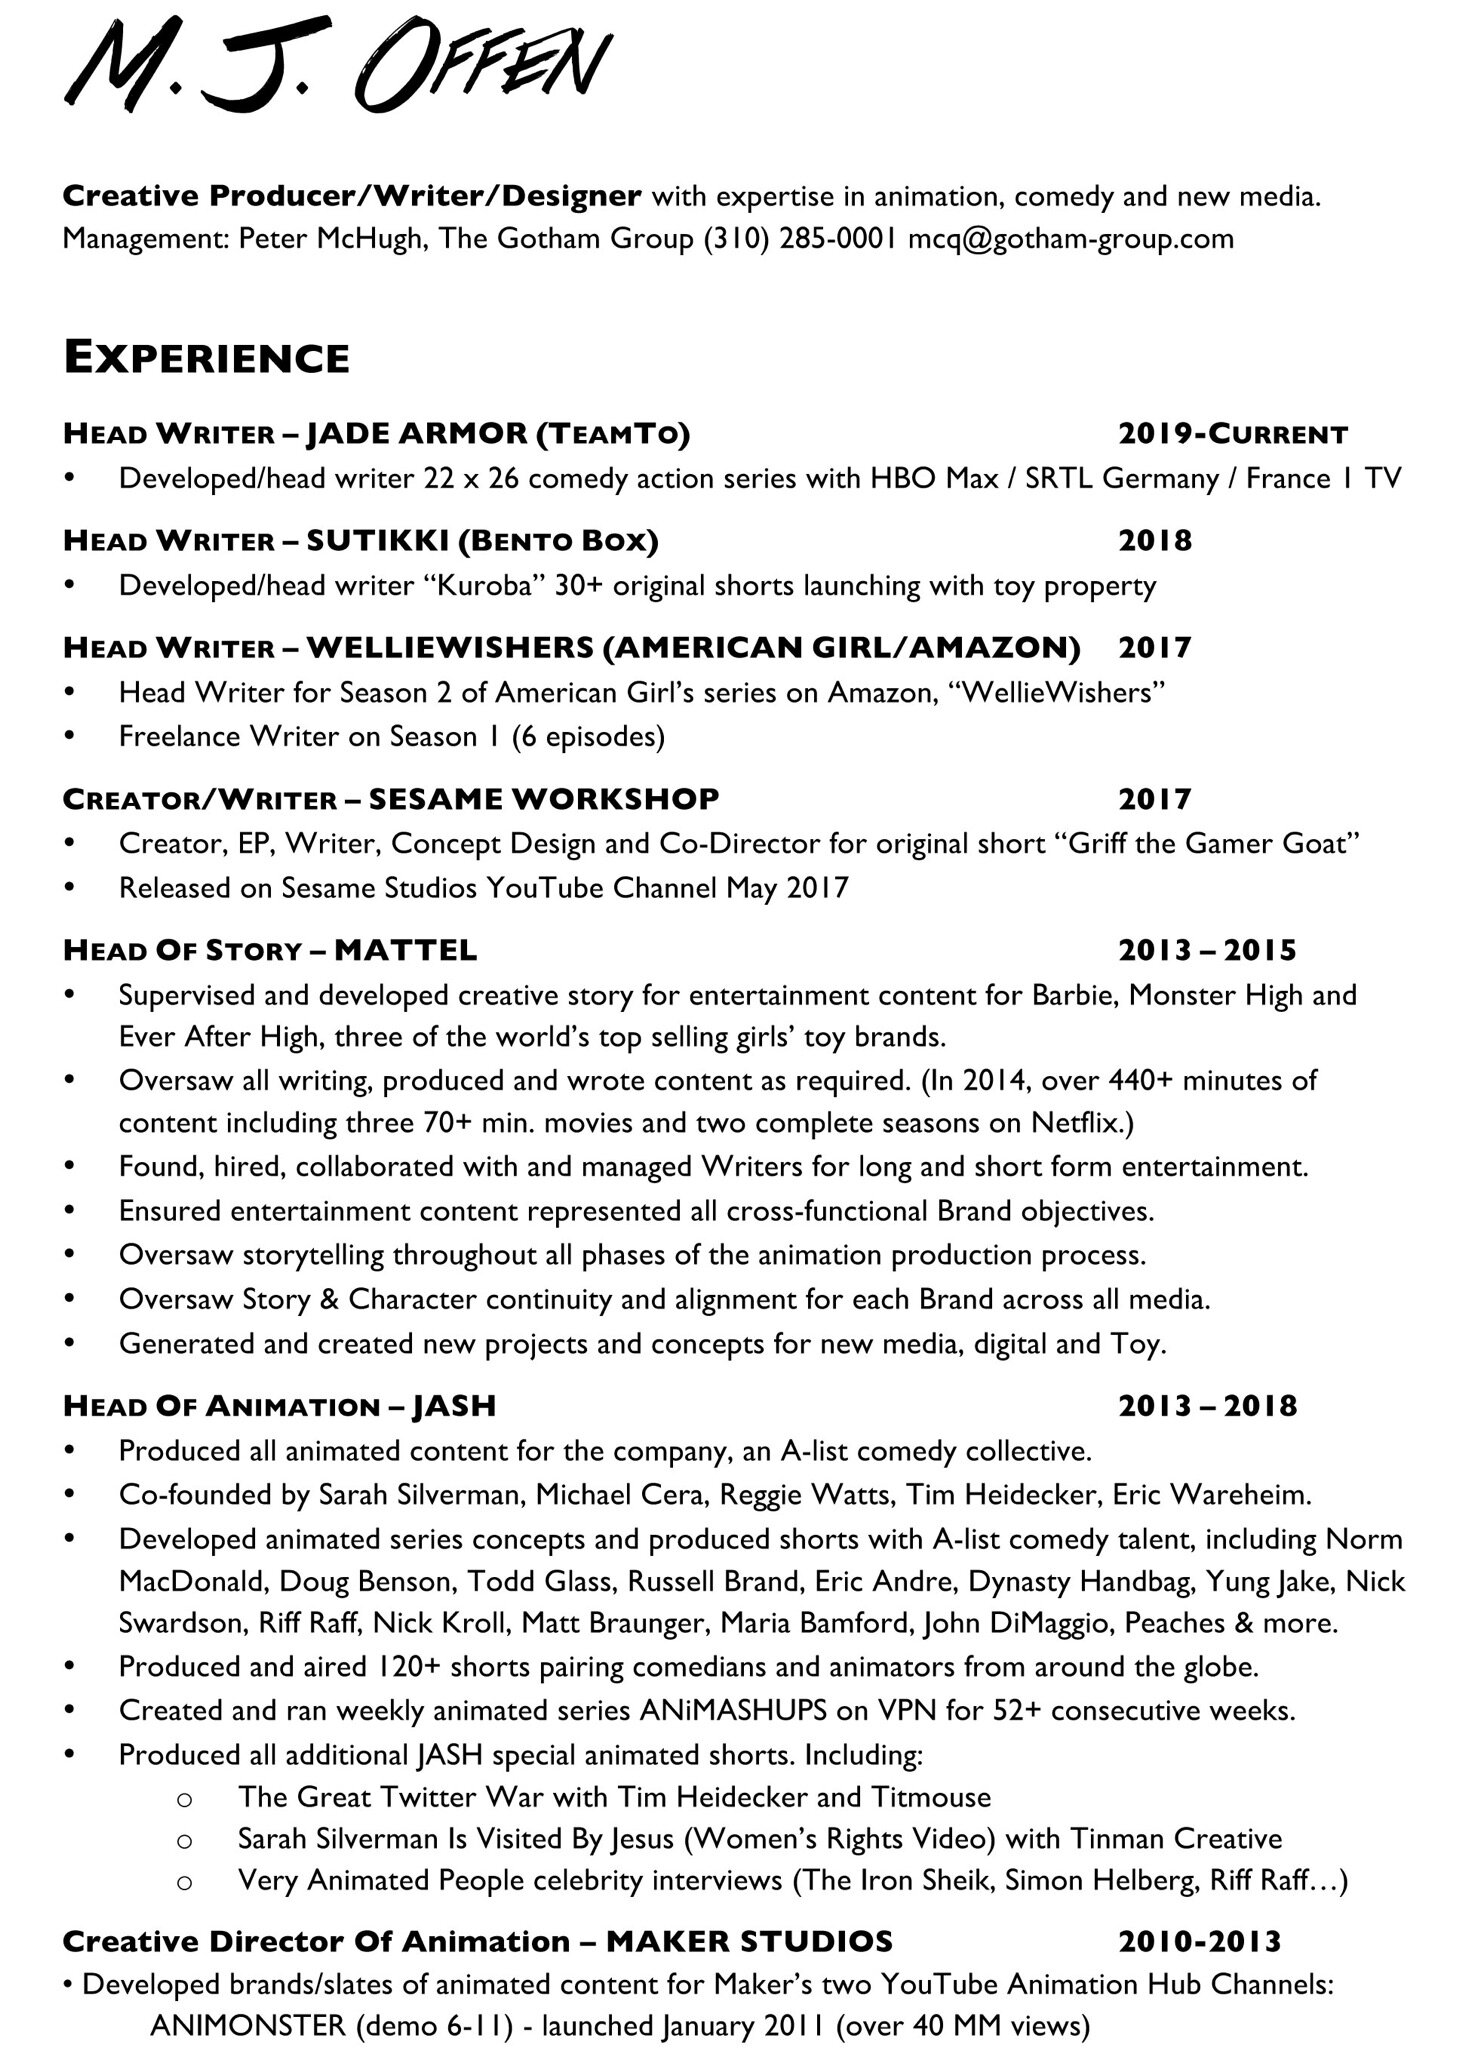 M. J. OFFEN
Creative Producer/Writer/Designer with expertise in animation, comedy and new media.
Management: Peter McHugh, The Gotham Group (310) 285-0001 mcq@gotham-group.com
EXPERIENCE
HEAD WRITER – JADE ARMOR (TEAMTO) 2019-CURRENT
• Developed/head writer 22 x 26 comedy action series with HBO Max / SRTL Germany / France 1 TV
HEAD WRITER – SUTIKKI (BENTO BOX) 2018
• Developed/head writer “Kuroba” 30+ original shorts launching with toy property
HEAD WRITER – WELLIEWISHERS (AMERICAN GIRL/AMAZON) 2017
• Head Writer for Season 2 of American Girl’s series on Amazon, “WellieWishers”
• Freelance Writer on Season 1 (6 episodes)
CREATOR/WRITER – SESAME WORKSHOP 2017
• Creator, EP, Writer, Concept Design and Co-Director for original short “Griff the Gamer Goat”
• Released on Sesame Studios YouTube Channel May 2017
HEAD OF STORY – MATTEL 2013 – 2015
• Supervised and developed creative story for entertainment content for Barbie, Monster High and
Ever After High, three of the world’s top selling girls’ toy brands.
• Oversaw all writing, produced and wrote content as required. (In 2014, over 440+ minutes of
content including three 70+ min. movies and two complete seasons on Netflix.)
• Found, hired, collaborated with and managed Writers for long and short form entertainment.
• Ensured entertainment content represented all cross-functional Brand objectives.
• Oversaw storytelling throughout all phases of the animation production process.
• Oversaw Story & Character continuity and alignment for each Brand across all media.
• Generated and created new projects and concepts for new media, digital and Toy.
HEAD OF ANIMATION – JASH 2013 – 2018
• Produced all animated content for the company, an A-list comedy collective.
• Co-founded by Sarah Silverman, Michael Cera, Reggie Watts, Tim Heidecker, Eric Wareheim.
• Developed animated series concepts and produced shorts with A-list comedy talent, including Norm
MacDonald, Doug Benson, Todd Glass, Russell Brand, Eric Andre, Dynasty Handbag, Yung Jake, Nick
Swardson, Riff Raff, Nick Kroll, Matt Braunger, Maria Bamford, John DiMaggio, Peaches & more.
• Produced and aired 120+ shorts pairing comedians and animators from around the globe.
• Created and ran weekly animated series ANiMASHUPS on VPN for 52+ consecutive weeks.
• Produced all additional JASH special animated shorts. Including:
o The Great Twitter War with Tim Heidecker and Titmouse
o Sarah Silverman Is Visited By Jesus (Women’s Rights Video) with Tinman Creative
o Very Animated People celebrity interviews (The Iron Sheik, Simon Helberg, Riff Raff…)
Creative Director Of Animation – MAKER STUDIOS 2010-2013
• Developed brands/slates of animated content for Maker’s two YouTube Animation Hub Channels:
ANIMONSTER (demo 6-11) - launched January 2011 (over 40 MM views)